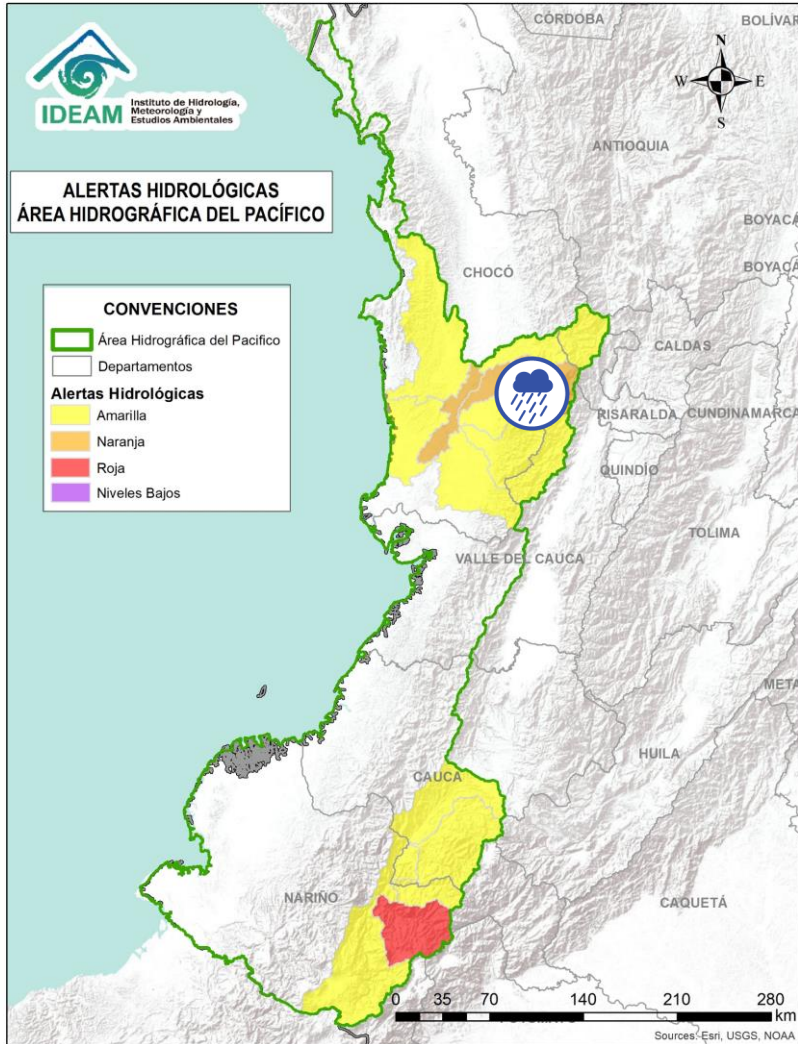 CÓRDOBA
BOLÍVAR
IDEAM
Instituto de Hidrología,
Meteorología y
Estudios Ambientales
N
W
E
S
ANTIOQUIA
ALERTAS HIDROLÓGICAS
ÁREA HIDROGRÁFICA DEL PACÍFICO
BOYACÁ
BOYACÁ
CHOCÓ
CONVENCIONES
Área Hidrográfica del Pacífico
Departamentos
Alertas Hidrológicas
Amarilla
Naranja
Roja
Niveles Bajos
CALDAS
RISARALDA
CUNDINAMARCA
QUINDÍO
TOLIMA
VALLE DEL CAUCA
META
HUILA
CAUCA
NARIÑO
CAQUETÁ
0 35 70 140 210 280
km
Sources: Esri, USGS, NOAA